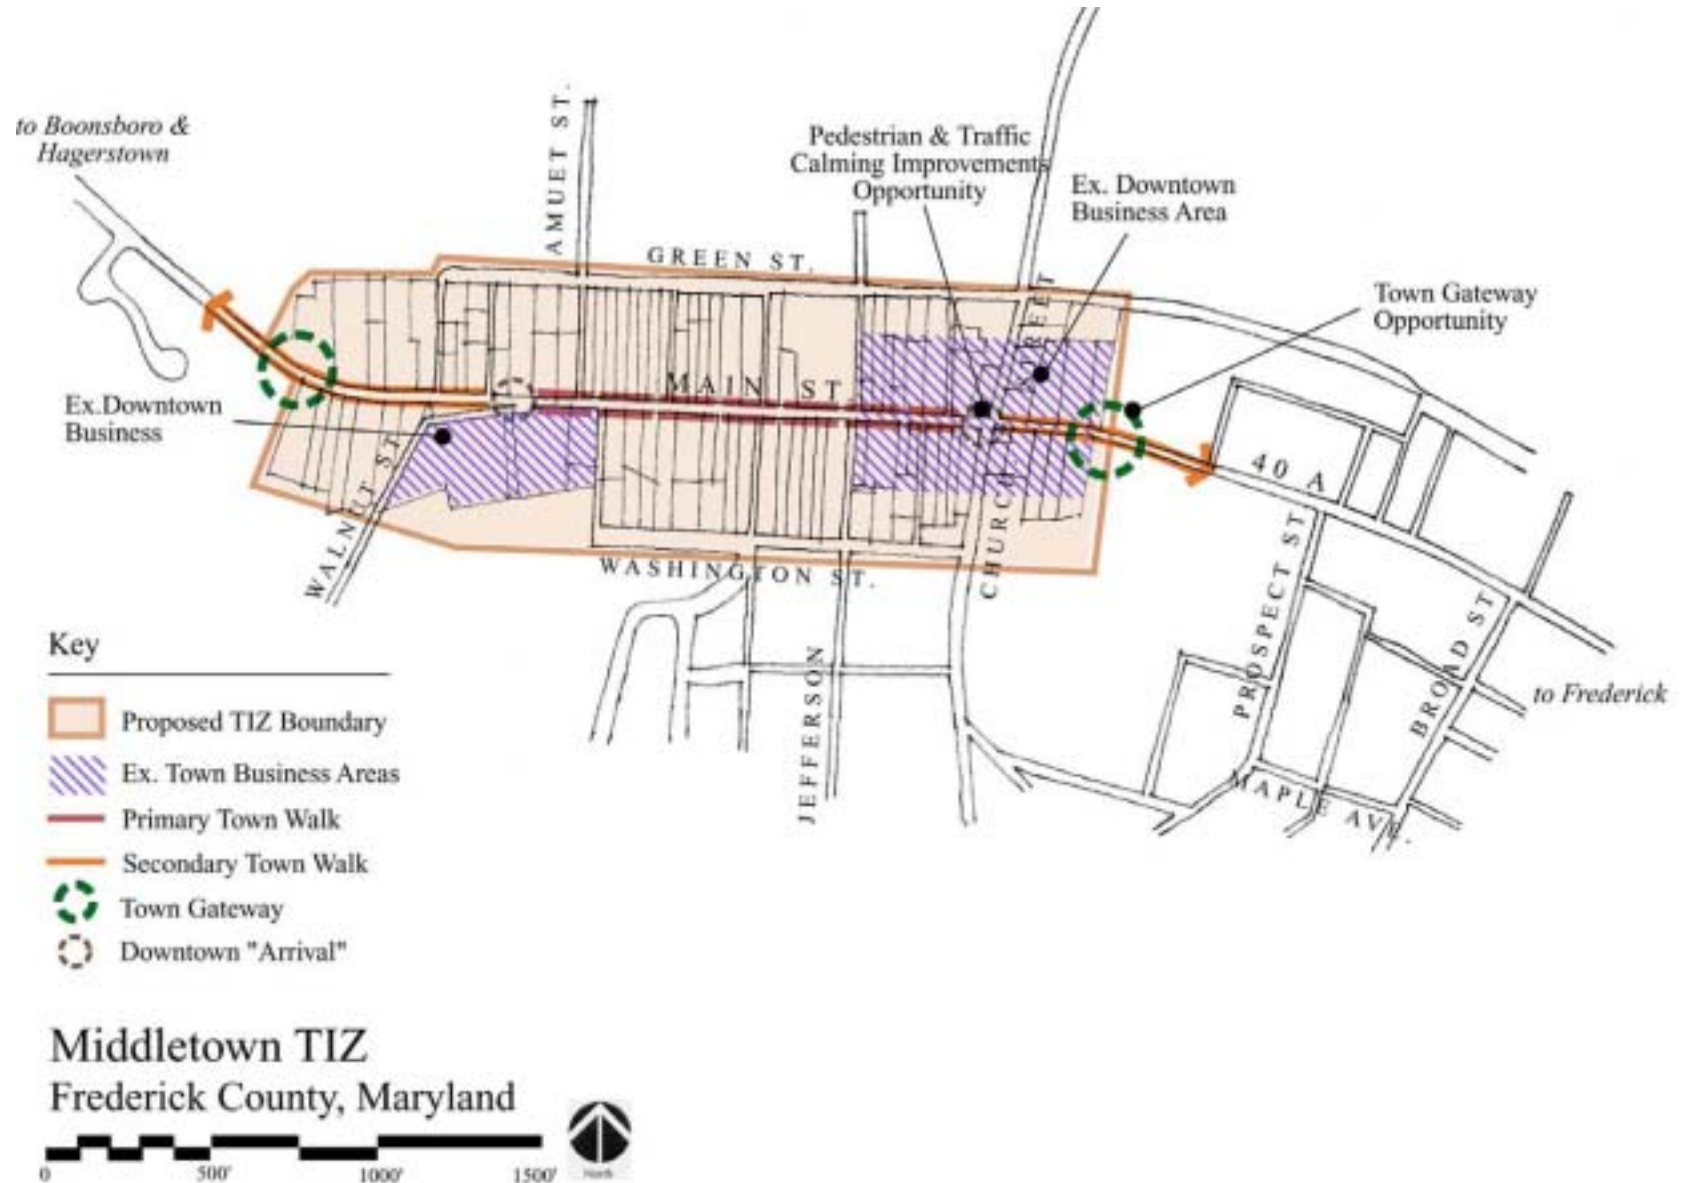 to Boonsboro &
Hagerstown
AMUET ST.
Pedestrian & Traffic
Calming Improvements
Opportunity
Ex. Downtown
Business Area
GREEN ST.
Town Gateway
Opportunity
MAIN ST.
Ex.Downtown
Business
WALNUT ST.
40 A
CHURCH STREET
WASHINGTON ST.
PROSPECT ST
BROAD ST
to Frederick
JEFFERSON
MAPLE AVE.
Key
Proposed TIZ Boundary
Ex. Town Business Areas
Primary Town Walk
Secondary Town Walk
Town Gateway
Downtown "Arrival"
Middletown TIZ
Frederick County, Maryland
0 500' 1000' 1500'
North